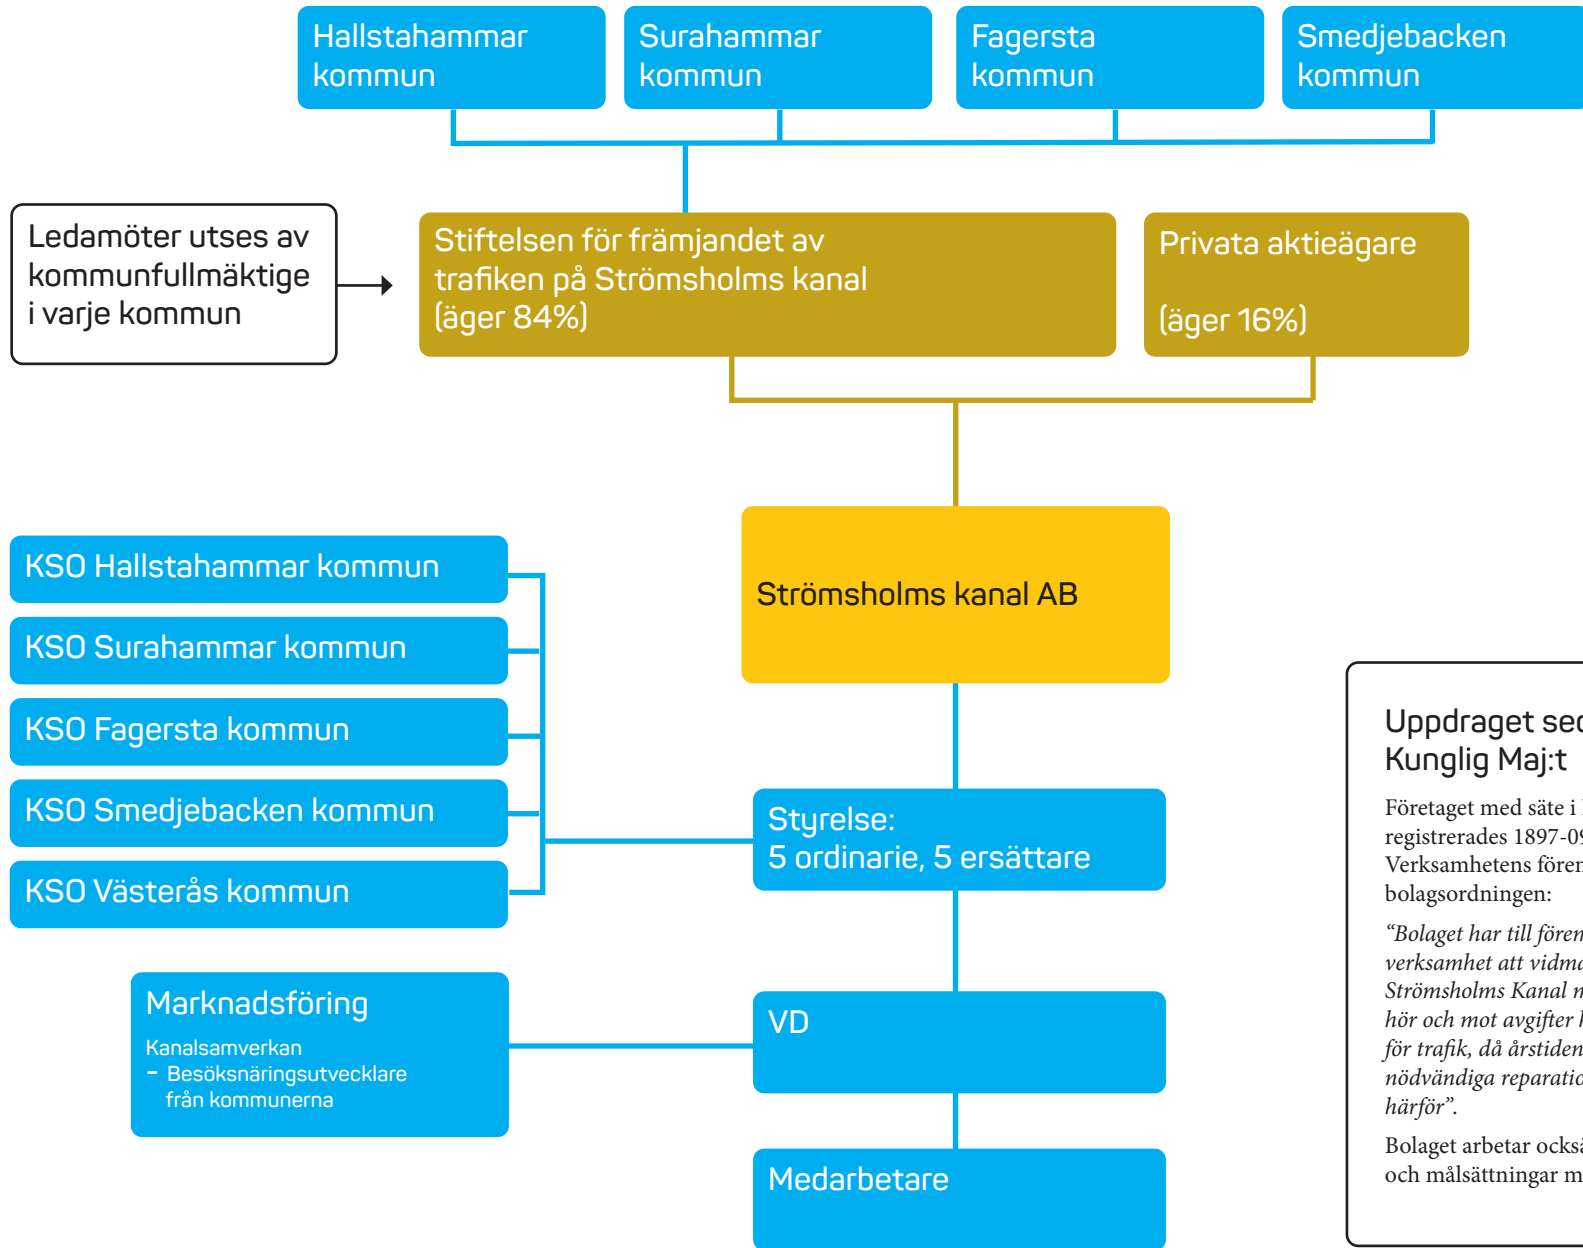 Hallstahammar
kommun
Surahammar
kommun
Fagersta
kommun
Smedjebacken
kommun
Ledamöter utses av
kommunfullmäktige
i varje kommun
Stiftelsen för främjandet av
trafiken på Strömsholms kanal
(äger 84%)
Privata aktieägare
(äger 16%)
Strömsholms kanal AB
KSO Hallstahammar kommun
KSO Surahammar kommun
KSO Fagersta kommun
KSO Smedjebacken kommun
KSO Västerås kommun
Styrelse:
5 ordinarie, 5 ersättare
Marknadsföring
Kanalsamverkan
- Besöksnäringsutvecklare
från kommunerna
VD
Medarbetare
Uppdraget
Kunglig Maj:t
Företaget med säte i
registrerades 1897-09
Verksamhetens
bolagsordningen:
“Bolaget har till
verksamhet att
Strömsholms Kanal
hör och mot avgifter
för trafik, då årstiden
nödvändiga
härför”.
Bolaget arbetar
och målsättningar